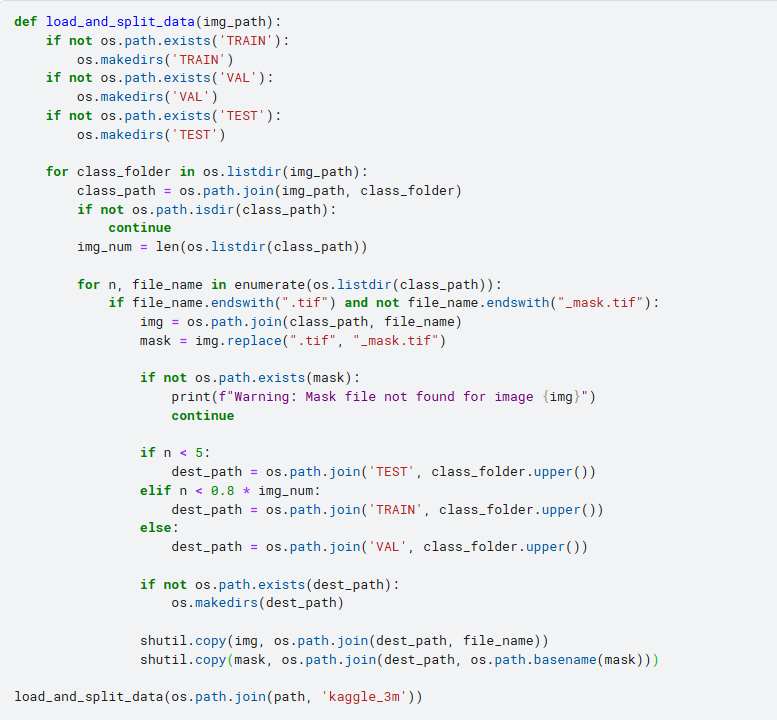 def load_and_split_data(img_path):
    if not os.path.exists('TRAIN'):
        os.makedirs('TRAIN')
    if not os.path.exists('VAL'):
        os.makedirs('VAL')
    if not os.path.exists('TEST'):
        os.makedirs('TEST')

    for class_folder in os.listdir(img_path):
        class_path = os.path.join(img_path, class_folder)
        if not os.path.isdir(class_path):
            continue
        img_num = len(os.listdir(class_path))

        for n, file_name in enumerate(os.listdir(class_path)):
            if file_name.endswith(".tif") and not file_name.endswith("_mask.tif"):
                img = os.path.join(class_path, file_name)
                mask = img.replace(".tif", "_mask.tif")

                if not os.path.exists(mask):
                    print(f"Warning: Mask file not found for image {img}")
                    continue

                if n < 5:
                    dest_path = os.path.join('TEST', class_folder.upper())
                elif n < 0.8 * img_num:
                    dest_path = os.path.join('TRAIN', class_folder.upper())
                else:
                    dest_path = os.path.join('VAL', class_folder.upper())

                if not os.path.exists(dest_path):
                    os.makedirs(dest_path)

                shutil.copy(img, os.path.join(dest_path, file_name))
                shutil.copy(mask, os.path.join(dest_path, os.path.basename(mask)))

load_and_split_data(os.path.join(path, 'kaggle_3m'))